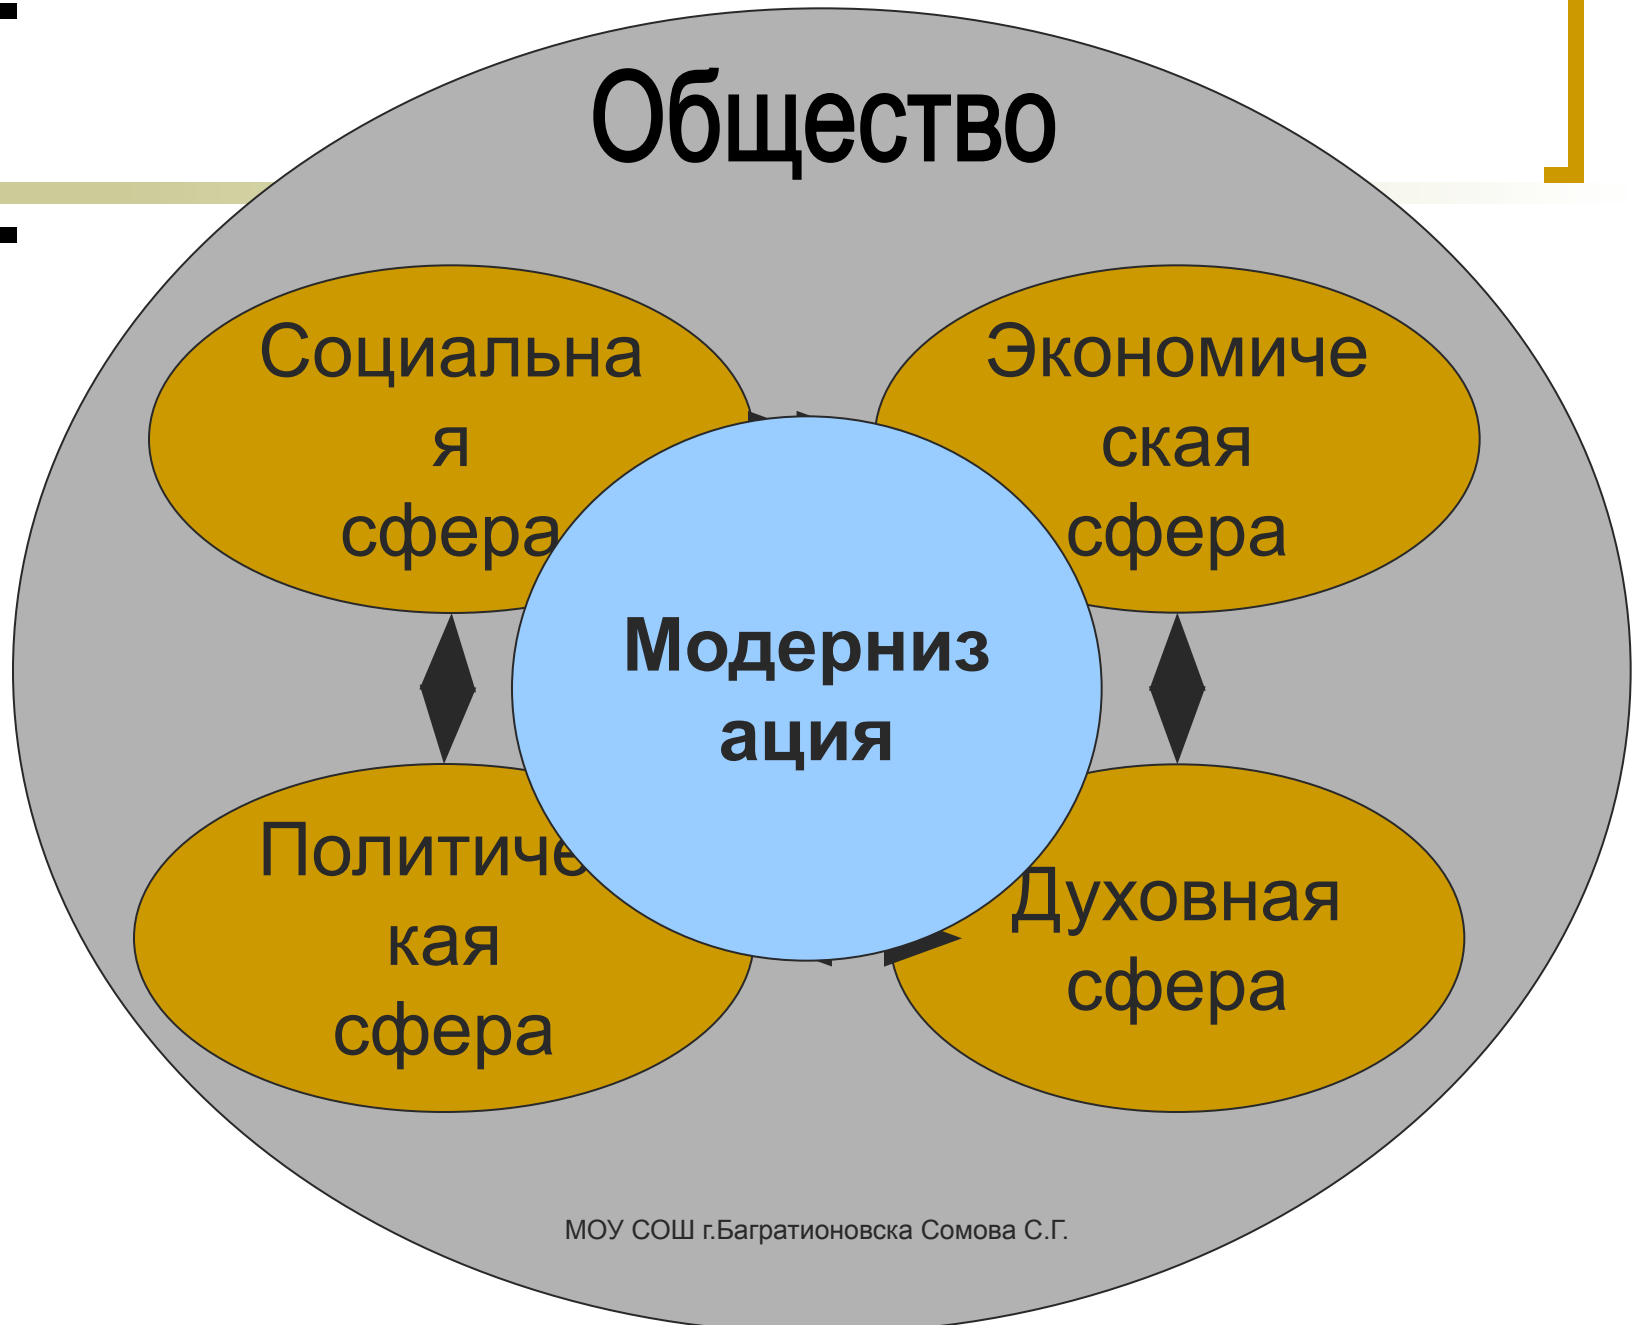 Общество
Социальна
я
сфера
Экономиче
ская
сфера
Модерниз
ация
Политиче
кая
сфера
Духовная
сфера
МОУ СОШ г.Багратионовска Сомова С.Г.